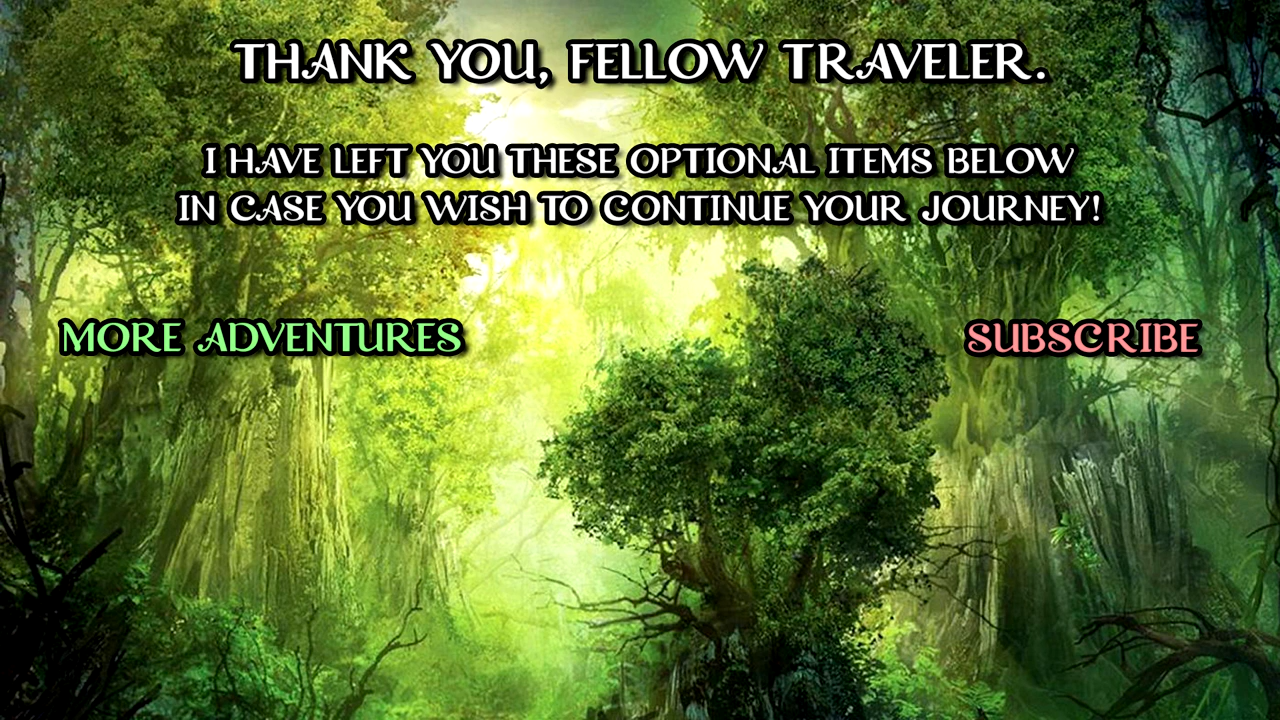 THANK YOU, FELLOW TRAVELER.
I HAVE LEFT YOU THESE OPTIONAL ITEMS BELOW
IN CASE YOU WISH TO CONTINUE YOUR JOURNEY!
MORE ADVENTURES
SUBSCRIBE